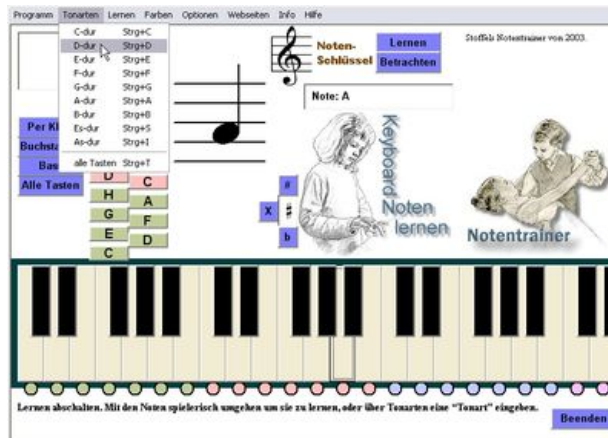 Programm Tonarten Lernen Farben Optionen Webseiten Info Hilfe
C-dur Strg+C
D-dur Strg+D
E-dur Strg+E
F-dur Strg+F
G-dur Strg+G
A-dur Strg+A
B-dur Strg+B
Es-dur Strg+S
As-dur Strg+I
alle Tasten Strg+T
Noten-
Schlüssel
Lernen
Betrachten
Stoffels Notentrainer von 2003.
Note: A
Per Kl
Buchsta
Bas
Alle Tasten
D
C
H
A
G
F
E
D
C
#
X
♯
b
Keyboard
Noten
lernen
Notentrainer
Lernen abschalten. Mit den Noten spielerisch umgehen um sie zu lernen, oder über Tonarten eine "Tonart" eingeben.
Beenden